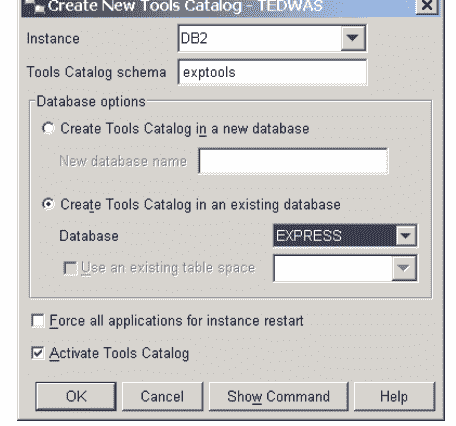 Create New Tools Catalog - TEDWAS
Instance DB2
Tools Catalog schema exptools
Database options
Create Tools Catalog in a new database
New database name
Create Tools Catalog in an existing database
Database EXPRESS
Use an existing table space
Force all applications for instance restart
Activate Tools Catalog
OK Cancel Show Command Help